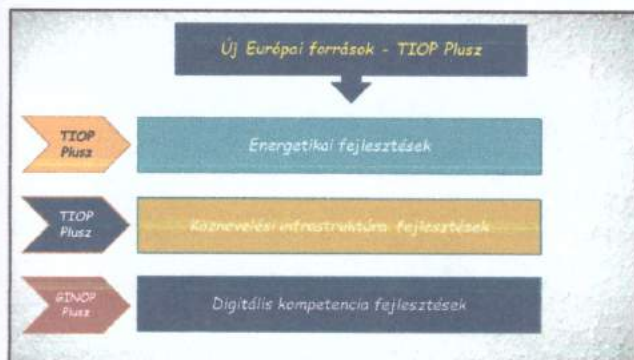 Új Európai források - TIOP Plusz
TIOP
Plusz
Energetikai fejlesztések
TIOP
Plusz
Köznevelési infrastruktúra fejlesztések
GINOP
Plusz
Digitális kompetencia fejlesztések